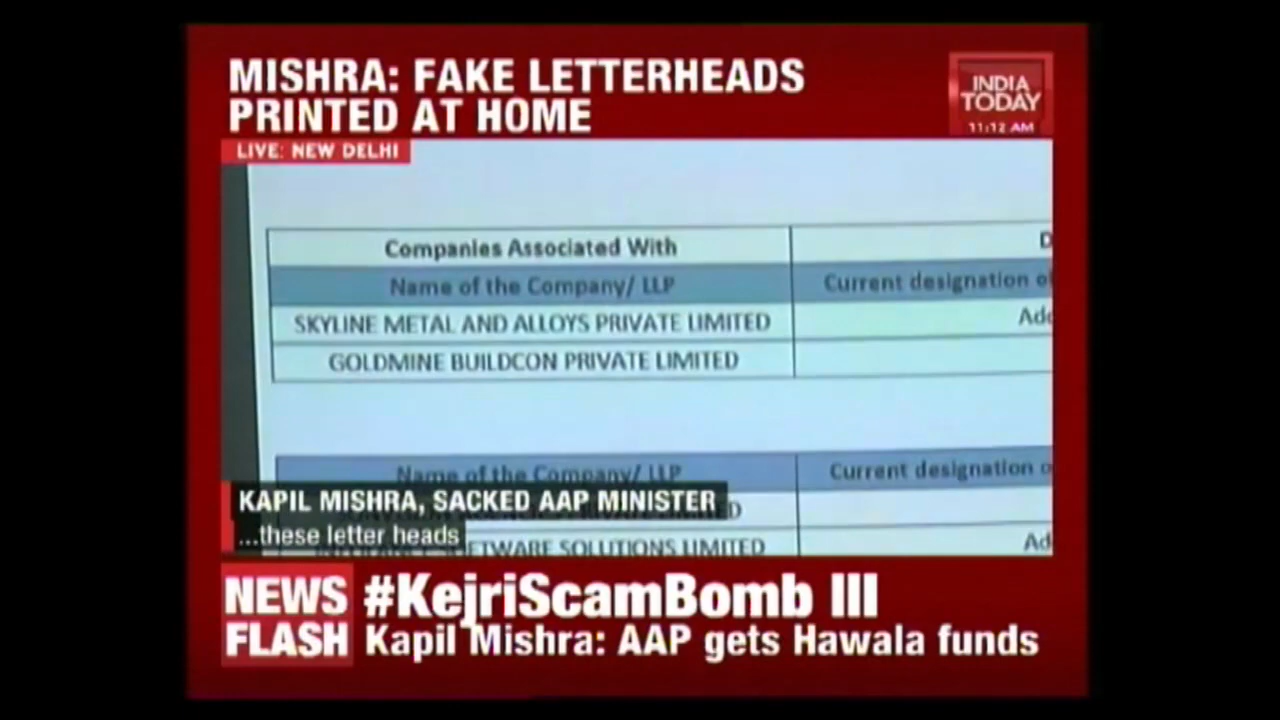 MISHRA: FAKE LETTERHEADS
PRINTED AT HOME
INDIA
TODAY
11:12 AM
LIVE: NEW DELHI
Companies Associated With
Name of the Company/ LLP
Current designation
SKYLINE METAL AND ALLOYS PRIVATE LIMITED
GOLDMINE BUILDCON PRIVATE LIMITED
Name of the Company/ LLP
Current designation
KAPIL MISHRA, SACKED AAP MINISTER
...these letter heads
SOFTWARE SOLUTIONS LIMITED
NEWS
FLASH
#KejriScamBomb III
Kapil Mishra: AAP gets Hawala funds